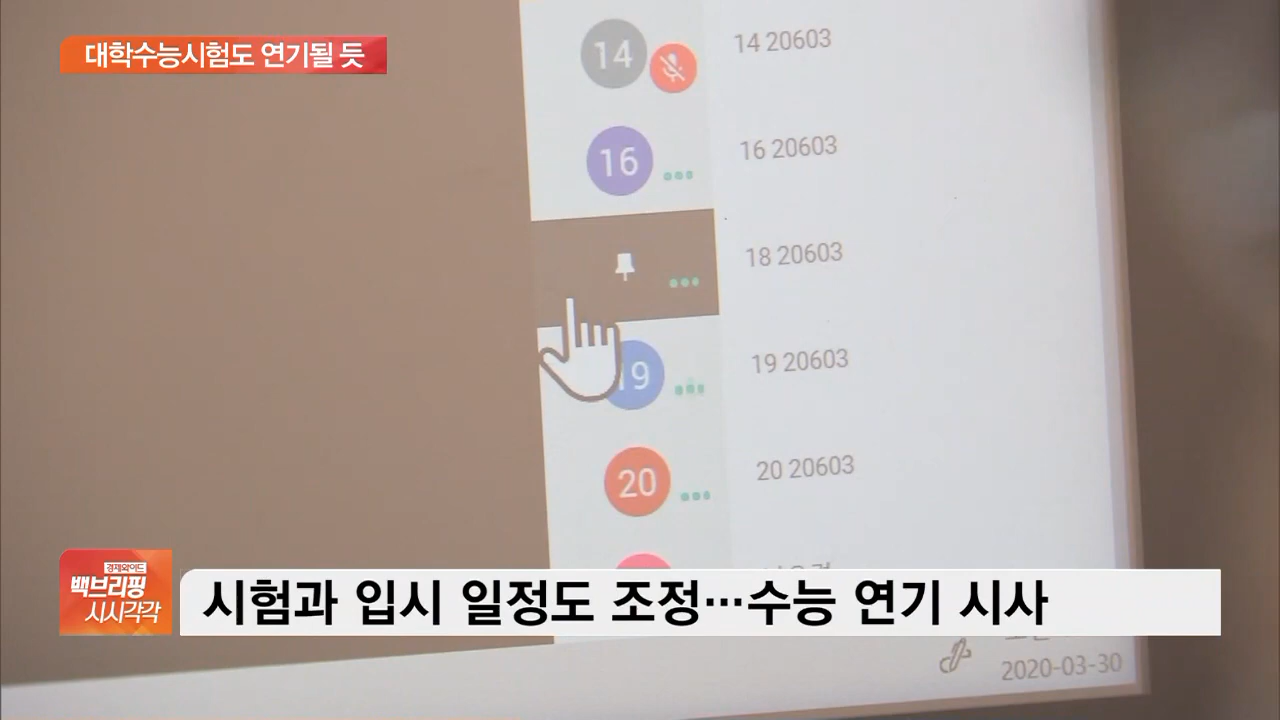 대학수능시험도 연기될 듯
14
14 20603
16
16 20603
18 20603
19
19 20603
20
20 20603
경제와이드
백브리핑
시시각각
시험과 입시 일정도 조정…수능 연기 시사
2020-03-30